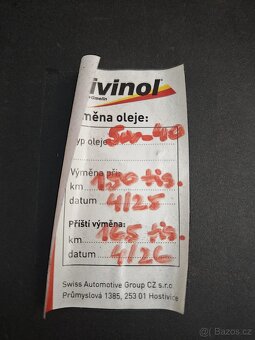 ivinol
měna oleje:
yp oleje 5w-40
Výměna při:
km 150 tis.
datum 4/25
Příští výměna:
km 165 tis.
datum 4/26
Swiss Automotive Group CZ s.r.o.
Průmyslová 1385, 253 01 Hostivice
Bazos.cz